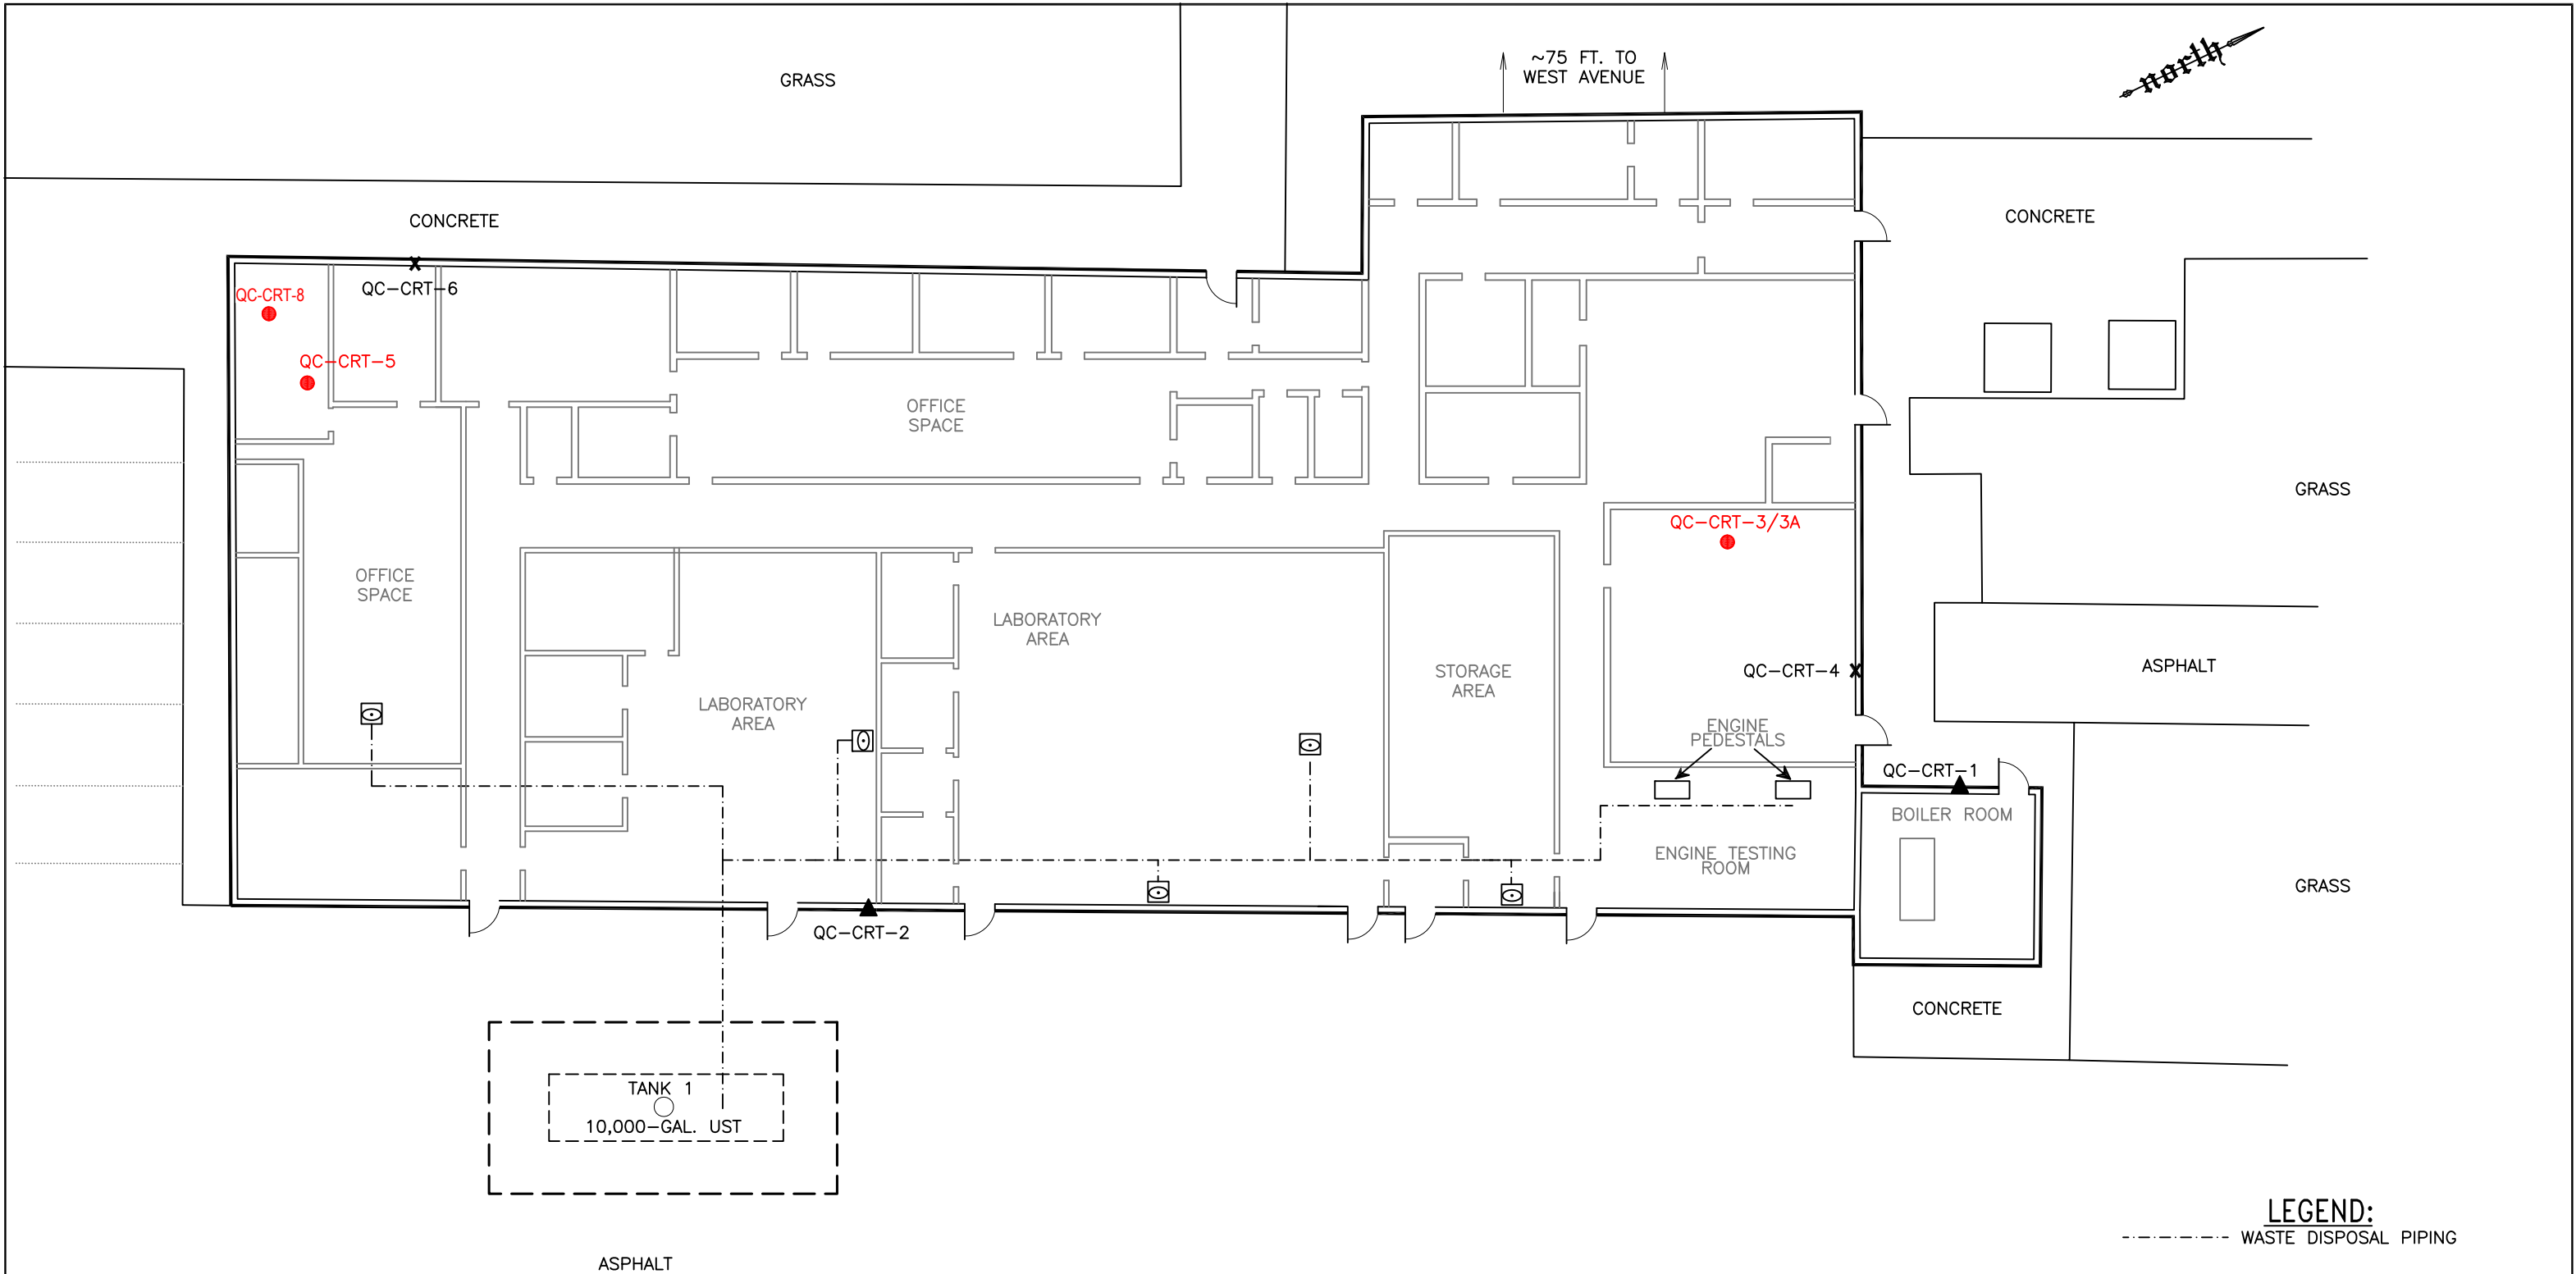 ~75 FT. TO
WEST AVENUE
north
GRASS
CONCRETE
CONCRETE
QC-CRT-8
QC-CRT-6
QC-CRT-5
OFFICE
SPACE
GRASS
QC-CRT-3/3A
OFFICE
SPACE
LABORATORY
AREA
STORAGE
AREA
QC-CRT-4
ASPHALT
LABORATORY
AREA
ENGINE
PEDESTALS
QC-CRT-1
BOILER ROOM
ENGINE TESTING
ROOM
GRASS
QC-CRT-2
CONCRETE
TANK 1
10,000-GAL. UST
LEGEND:
WASTE DISPOSAL PIPING
ASPHALT